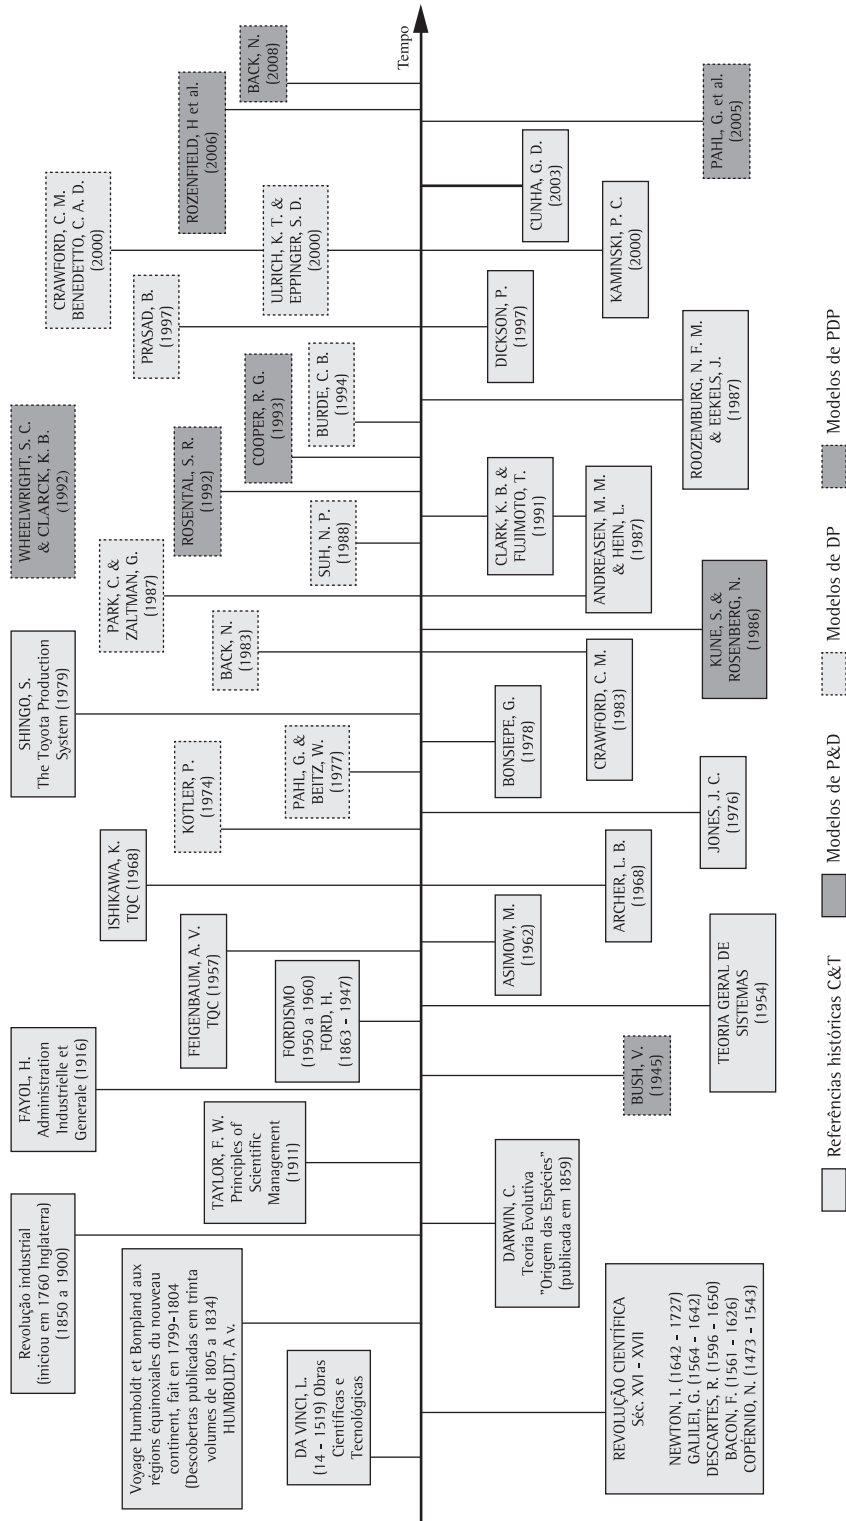 Tempo
Revolução industrial
(iniciou em 1760 Inglaterra)
(1850 a 1900)
Voyage Humboldt et Bonpland aux
régions équinoxiales du nouveau
continent, fait en 1799-1804
(Descobertas publicadas em trinta
volumes de 1805 a 1834)
HUMBOLDT, A v.
DA VINCI, L.
(14 - 1519) Obras
Científicas e
Tecnológicas
FAYOL, H.
Administration
Industrielle et
Generale (1916)
TAYLOR, F. W.
Principles of
Scientific
Management
(1911)
FEIGENBAUM, A. V.
TQC (1957)
FORDISMO
(1950 a 1960)
FORD, H.
(1863 - 1947)
ISHIKAWA, K.
TQC (1968)
KOTLER, P.
(1974)
PAHL, G. &
BEITZ, W.
(1977)
SHINGO, S.
The Toyota Production
System (1979)
BACK, N.
(1983)
PARK, C. &
ZALTMAN, G.
(1987)
SUH, N. P.
(1988)
WHEELWRIGHT, S. C.
& CLARCK, K. B.
(1992)
ROSENTAL, S. R.
(1992)
COOPER, R. G.
(1993)
BURDE, C. B.
(1994)
PRASAD, B.
(1997)
CRAWFORD, C. M.
BENEDETTO, C. A. D.
(2000)
ULRICH, K. T. &
EPPINGER, S. D.
(2000)
ROZENFIELD, H et al.
(2006)
BACK, N.
(2008)
REVOLUÇÃO CIENTÍFICA
Séc. XVI - XVII
NEWTON, I. (1642 - 1727)
GALILEI, G. (1564 - 1642)
DESCARTES, R. (1596 - 1650)
BACON, F. (1561 - 1626)
COPÉRNIO, N. (1473 - 1543)
DARWIN, C.
Teoria Evolutiva
"Origem das Espécies"
(publicada em 1859)
BUSH, V.
(1945)
TEORIA GERAL DE
SISTEMAS
(1954)
ASIMOW, M.
(1962)
ARCHER, L. B.
(1968)
JONES, J. C.
(1976)
BONSIEPE, G.
(1978)
CRAWFORD, C. M.
(1983)
KUNE, S. &
ROSENBERG, N.
(1986)
CLARK, K. B. &
FUJIMOTO, T.
(1991)
ANDREASEN, M. M.
& HEIN, L.
(1987)
ROOZEMBURG, N. F. M.
& EEKELS, J.
(1987)
DICKSON, P.
(1997)
KAMINSKI, P. C.
(2000)
CUNHA, G. D.
(2003)
PAHL, G. et al.
(2005)
Referências históricas C&T
Modelos de P&D
Modelos de DP
Modelos de PDP